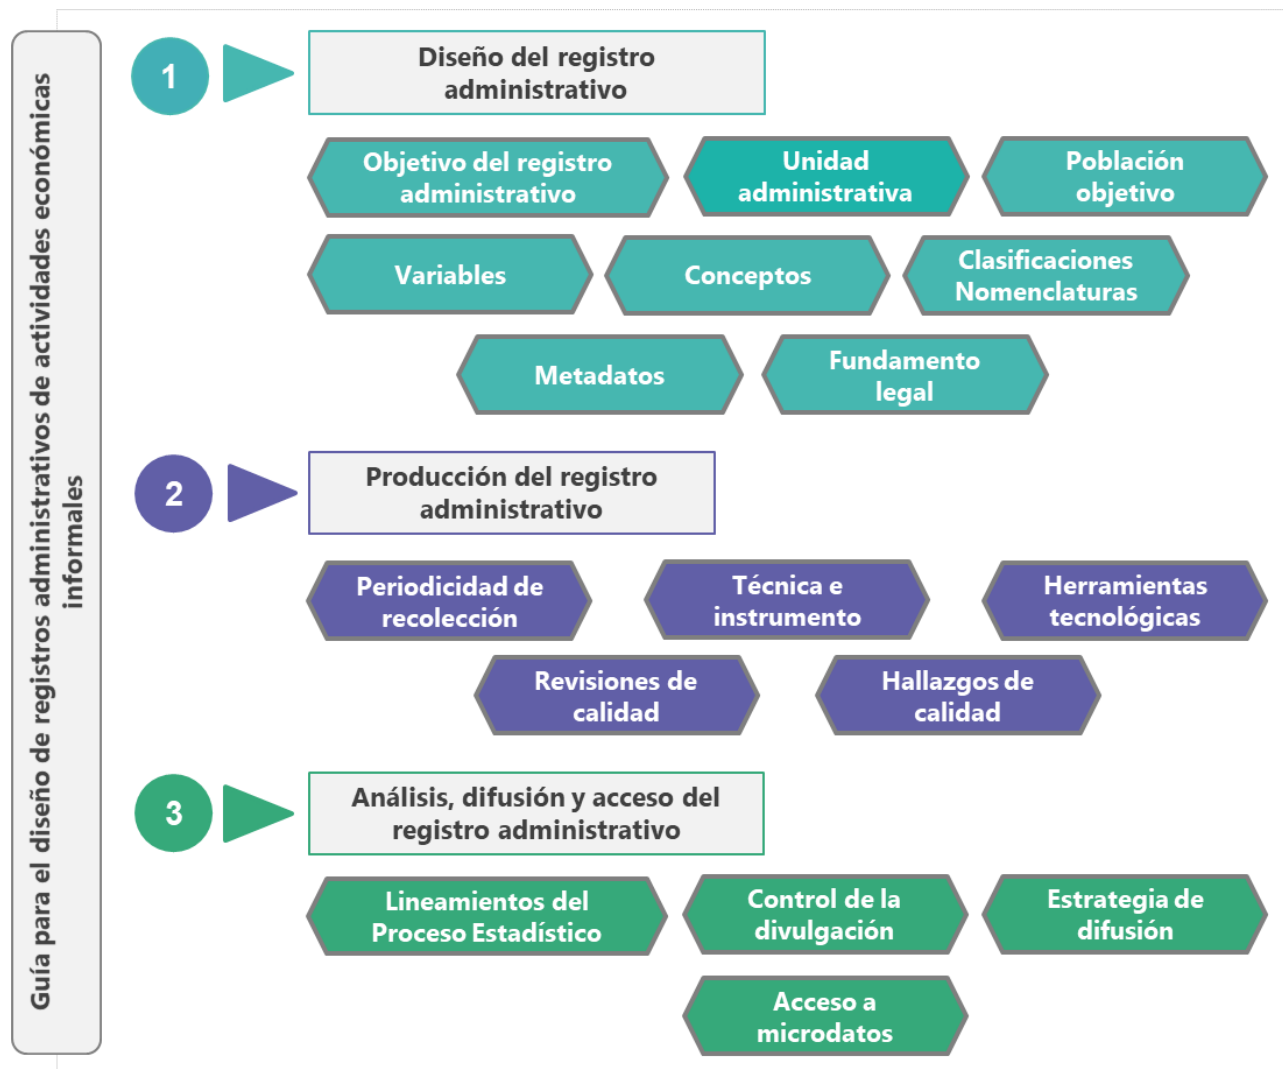 Guía para el diseño de registros administrativos de actividades económicas
informales
1
Diseño del registro
administrativo
Objetivo del registro
administrativo
Unidad
administrativa
Población
objetivo
Variables
Conceptos
Clasificaciones
Nomenclaturas
Metadatos
Fundamento
legal
2
Producción del registro
administrativo
Periodicidad de
recolección
Técnica e
instrumento
Herramientas
tecnológicas
Revisiones de
calidad
Hallazgos de
calidad
3
Análisis, difusión y acceso del
registro administrativo
Lineamientos del
Proceso Estadístico
Control de la
divulgación
Estrategia de
difusión
Acceso a
microdatos